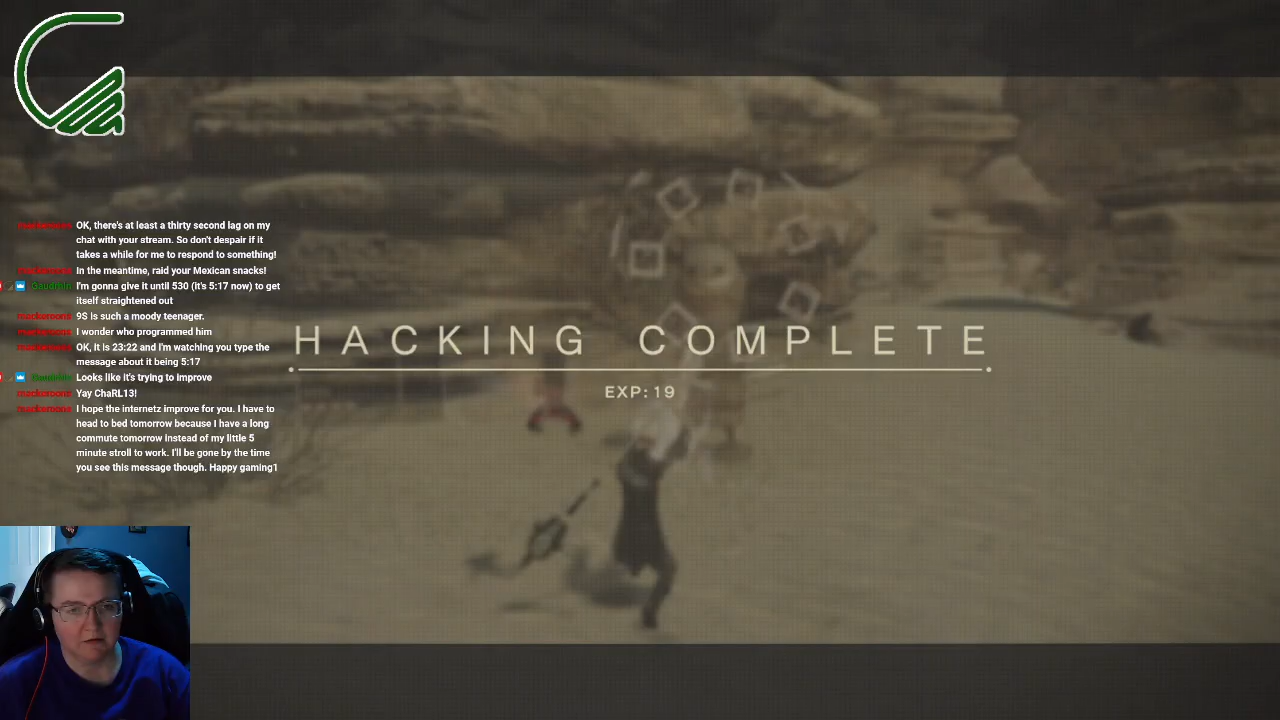 OK, there's at least a thirty second lag on my
chat with your stream. So don't despair if it
takes a while for me to respond to something!
In the meantime, raid your Mexican snacks!
I'm gonna give it until 530 (it's 5:17 now) to get
itself straightened out
9S is such a moody teenager.
I wonder who programmed him
OK, it is 23:22 and I'm watching you type the
message about it being 5:17
Looks like it's trying to improve
Yay ChaRL13!
I hope the internetz improve for you. I have to
head to bed tomorrow because I have a long
commute tomorrow instead of my little 5
minute stroll to work. I'll be gone by the time
you see this message though. Happy gaming1
HACKING COMPLETE
EXP: 19